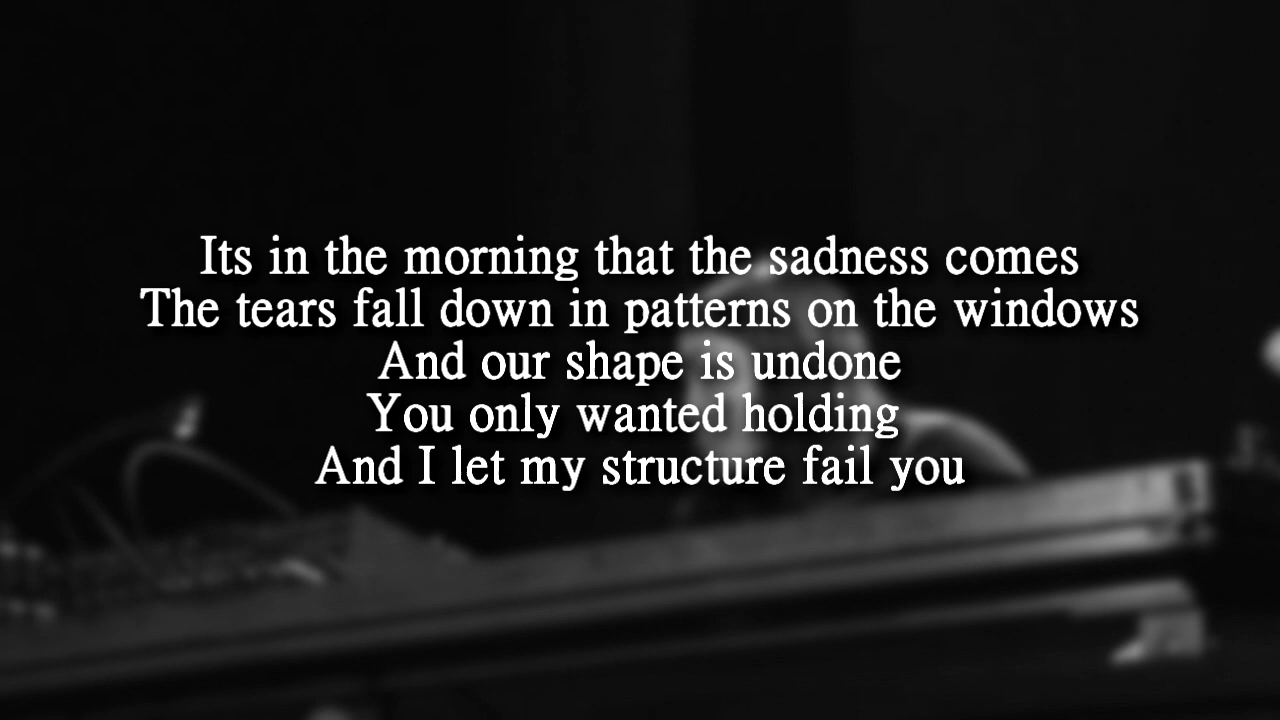 Its in the morning that the sadness comes
The tears fall down in patterns on the windows
And our shape is undone
You only wanted holding
And I let my structure fail you